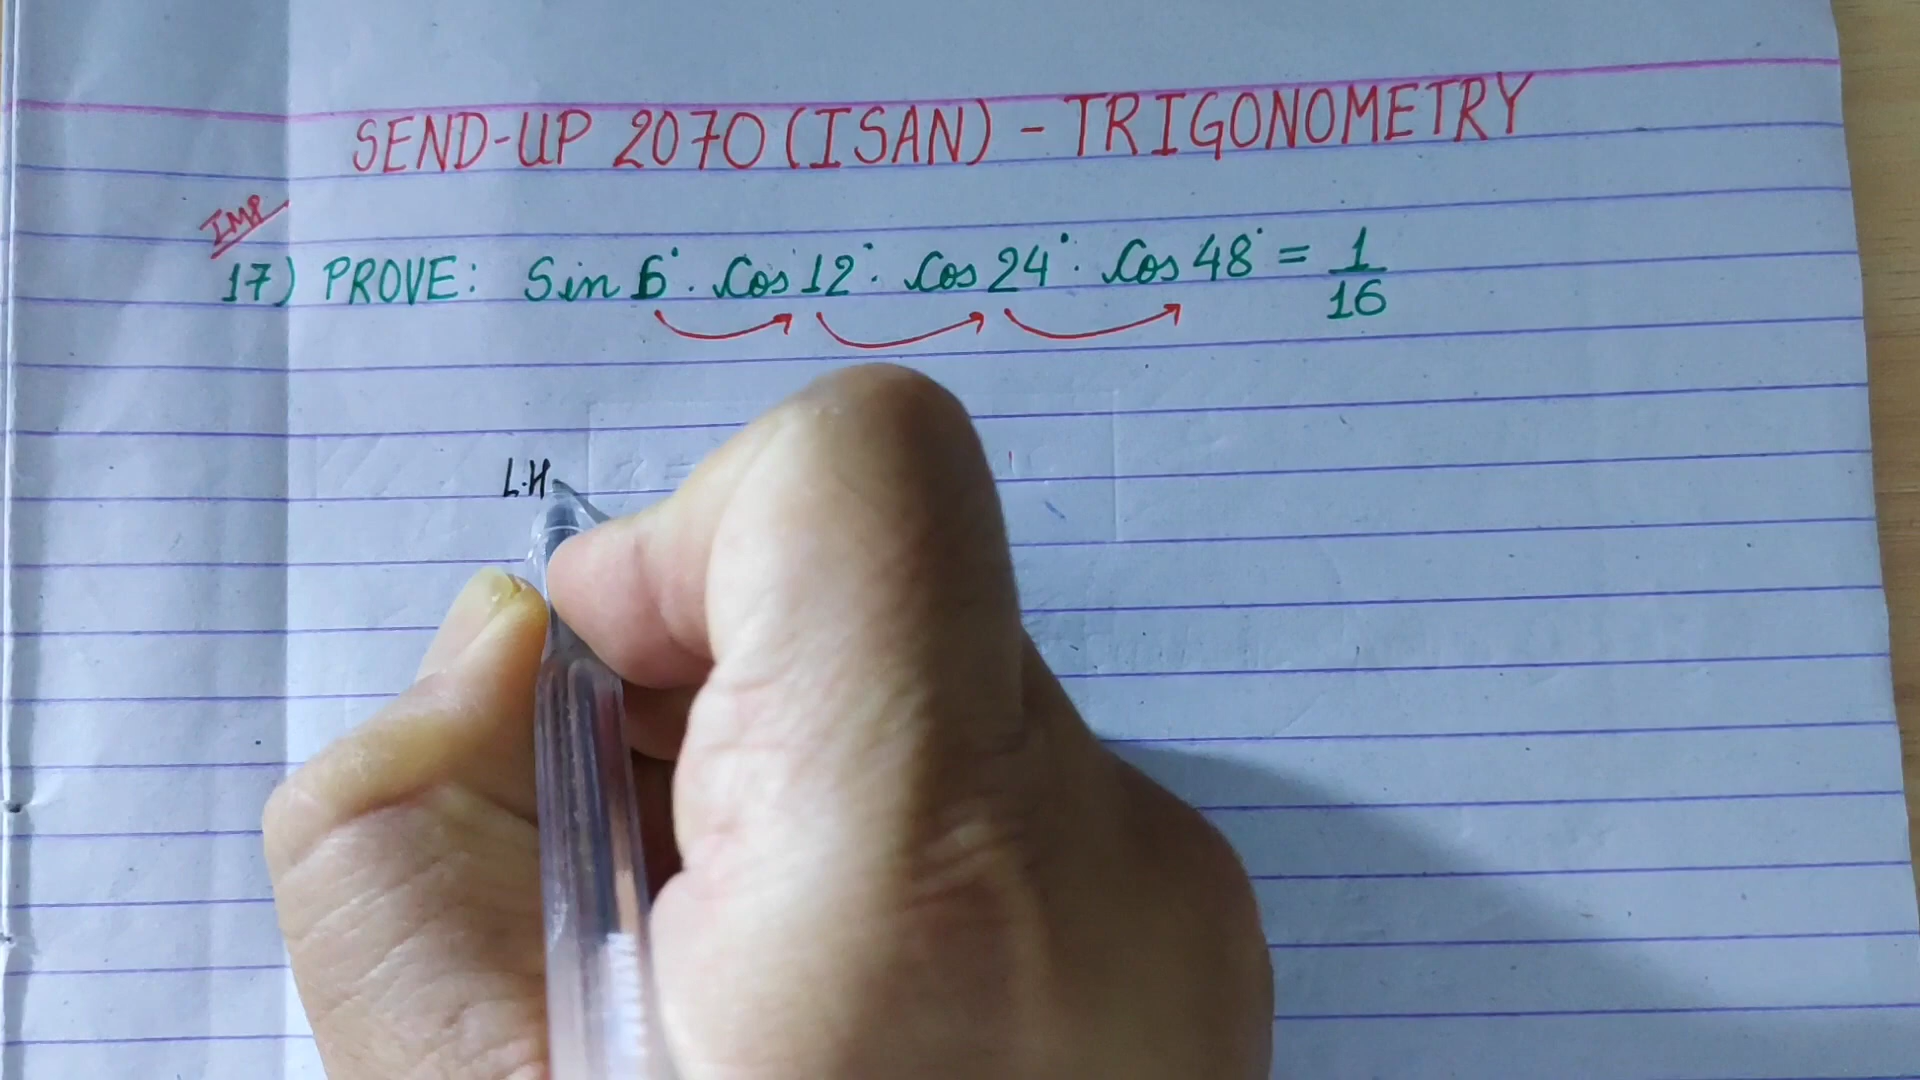 SEND-UP 2070 (ISAN) - TRIGONOMETRY
IMP
17) PROVE: Sin 6°. Cos 12°. Cos 24°. Cos 48° = 1/16
L.H